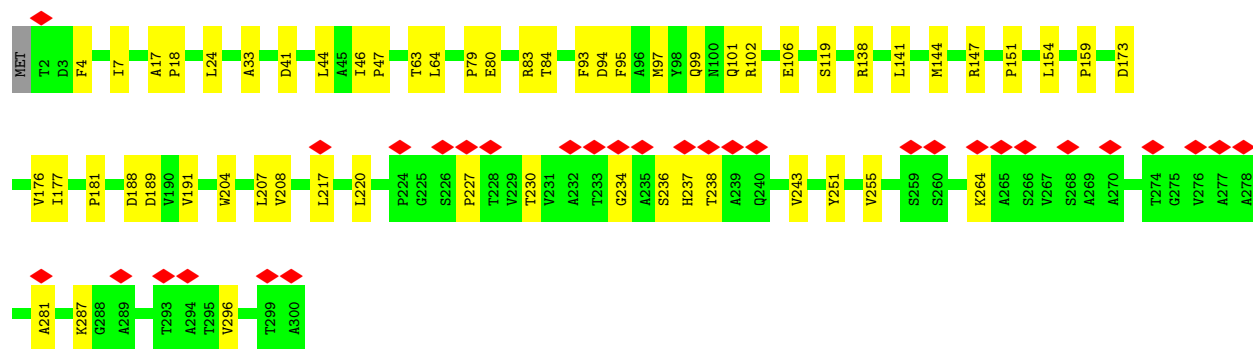 MET T2 D3 F4 I7 A17 P18 L24 A33 D41 L44 A45 I46 P47 T63 L64 P79 E80 R83 T84 F93 D94 F95 A96 M97 Y98 Q99 N100 Q101 R102 E106 S119 R138 L141 M144 R147 P151 L154 P159 D173
V176 I177 P181 D188 D189 V190 V191 W204 L207 V208 L217 L220 P224 G225 S226 P227 T228 V229 T230 V231 A232 T233 G234 A235 S236 H237 T238 A239 Q240 V243 Y251 V255 S259 S260 K264 A265 S266 V267 S268 A269 A270 T274 G275 V276 A277 A278
A281 K287 G288 A289 T293 A294 T295 V296 T299 A300